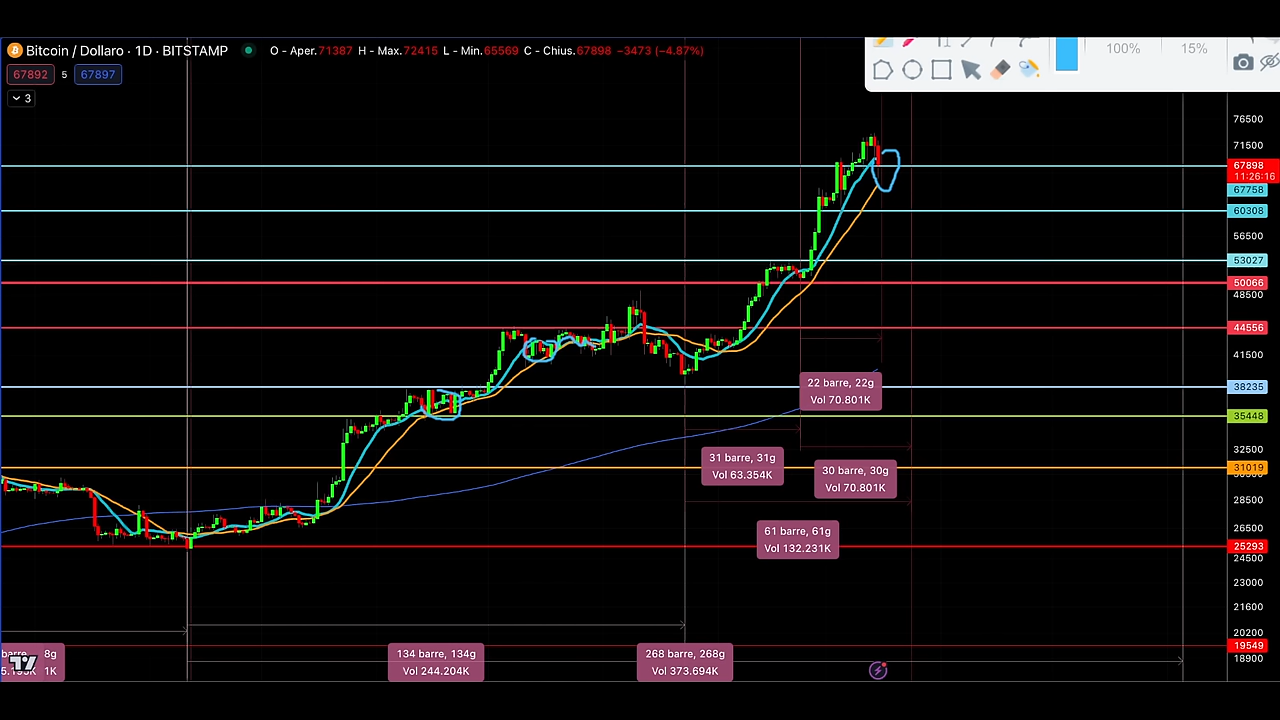 Bitcoin / Dollaro · 1D · BITSTAMP O - Aper.71387 H - Max.72415 L - Min.65569 C - Chius.67898 −3473 (−4.87%)
67892 5 67897
3
100% 15%
76500
71500
67898
11:26:16
67758
60308
56500
53027
50066
48500
44556
41500
38235
35448
32500
31019
28500
26500
25293
24500
23000
21600
20200
19549
18900
22 barre, 22g
Vol 70.801K
31 barre, 31g
Vol 63.354K
30 barre, 30g
Vol 70.801K
61 barre, 61g
Vol 132.231K
8g
1K
134 barre, 134g
Vol 244.204K
268 barre, 268g
Vol 373.694K